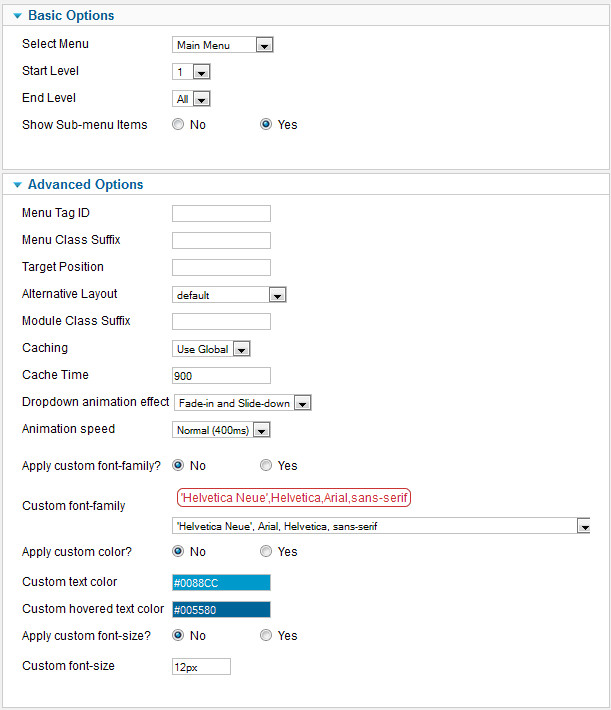 Basic Options
Select Menu Main Menu
Start Level 1
End Level All
Show Sub-menu Items No Yes
Advanced Options
Menu Tag ID
Menu Class Suffix
Target Position
Alternative Layout default
Module Class Suffix
Caching Use Global
Cache Time 900
Dropdown animation effect Fade-in and Slide-down
Animation speed Normal (400ms)
Apply custom font-family? No Yes
'Helvetica Neue',Helvetica,Arial,sans-serif
Custom font-family
'Helvetica Neue', Arial, Helvetica, sans-serif
Apply custom color? No Yes
Custom text color #0088CC
Custom hovered text color #005580
Apply custom font-size? No Yes
Custom font-size 12px